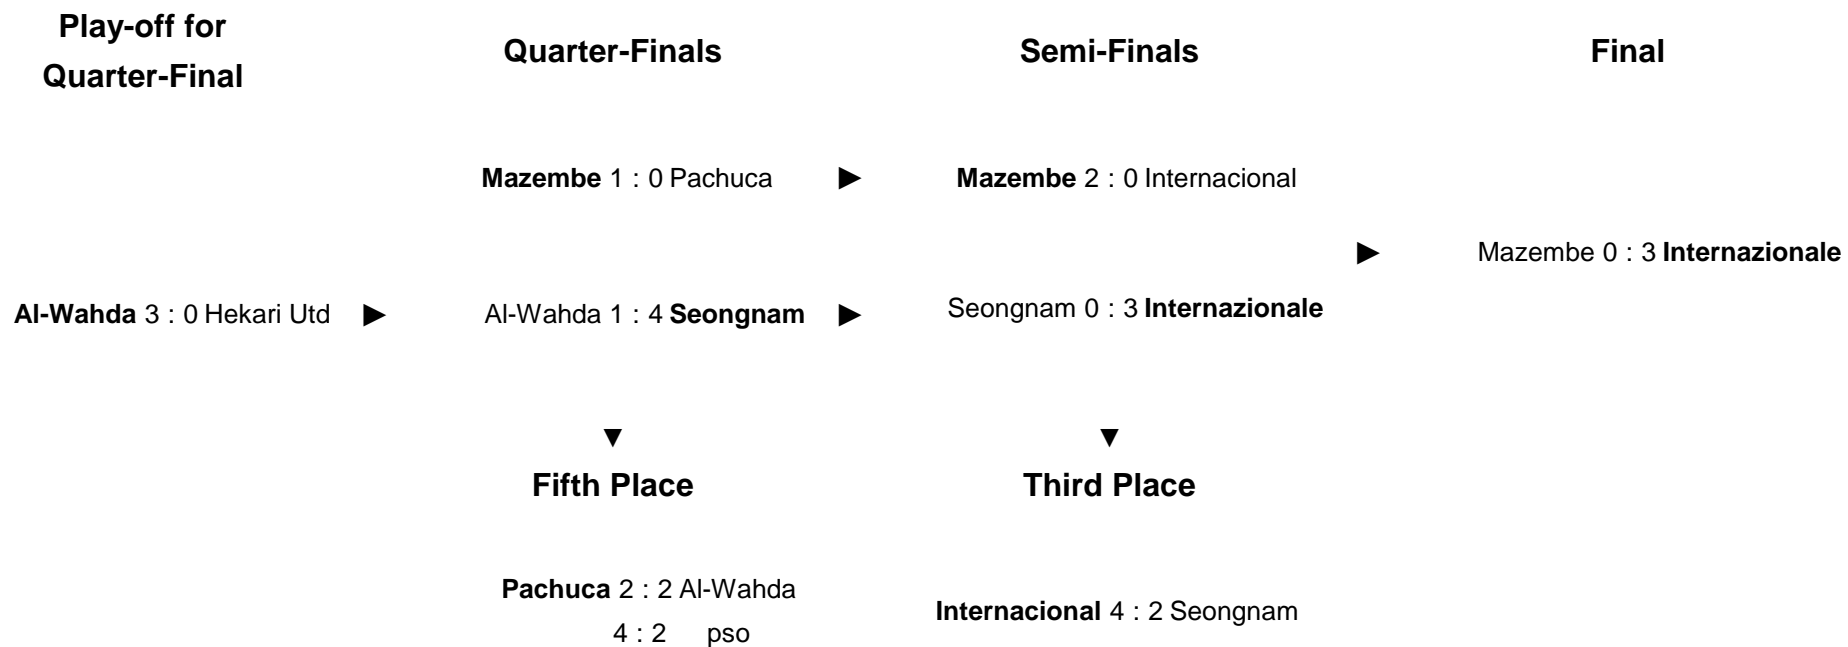 Play-off for
Quarter-Final
Quarter-Finals
Semi-Finals
Final
Mazembe 1 : 0 Pachuca ►
Mazembe 2 : 0 Internacional
► Mazembe 0 : 3 Internazionale
Al-Wahda 3 : 0 Hekari Utd ►
Al-Wahda 1 : 4 Seongnam ►
Seongnam 0 : 3 Internazionale
▼
Fifth Place
▼
Third Place
Pachuca 2 : 2 Al-Wahda
4 : 2 pso
Internacional 4 : 2 Seongnam